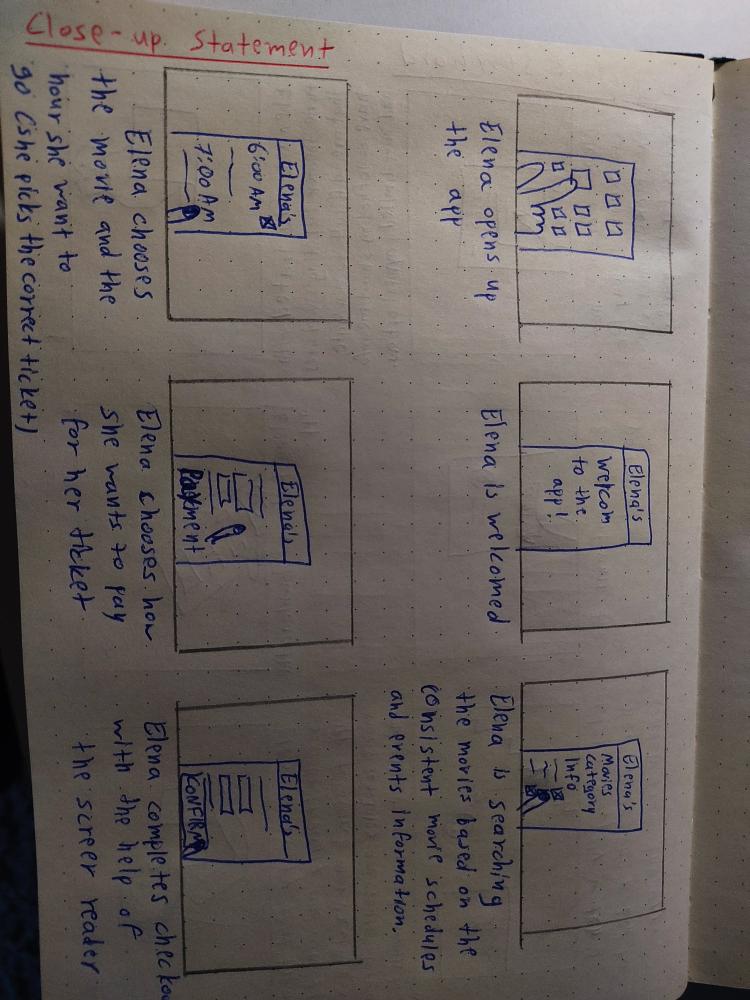 Close-up Statement
Elena opens up
the app
Elena's
Welcom
to the
app!
Elena is welcomed
Elena's
Movies
category
Info
Elena is searching
the movies based on the
consistent movie schedules
and events information.
Elena's
6:00 AM
7:00 AM
Elena chooses
the movie and the
hour she want to
go (she picks the correct ticket)
Elena's
Payment
Elena chooses how
she wants to pay
for her ticket
Elena's
CONFIRM
Elena completes checko
with the help of
the screer reader